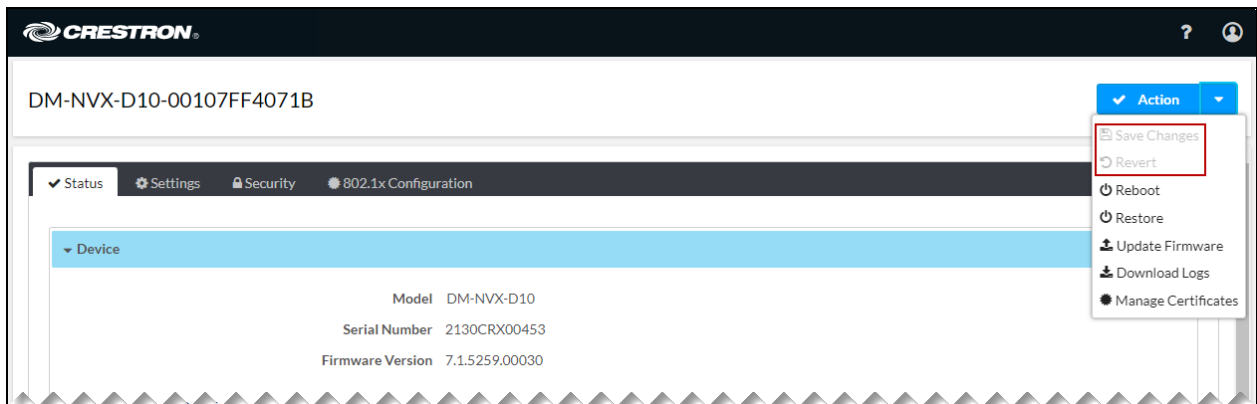 CRESTRON®
?
DM-NVX-D10-00107FF4071B
Action
Save Changes
Revert
Reboot
Restore
Update Firmware
Download Logs
Manage Certificates
Status Settings Security 802.1x Configuration
Device
Model DM-NVX-D10
Serial Number 2130CRX00453
Firmware Version 7.1.5259.00030